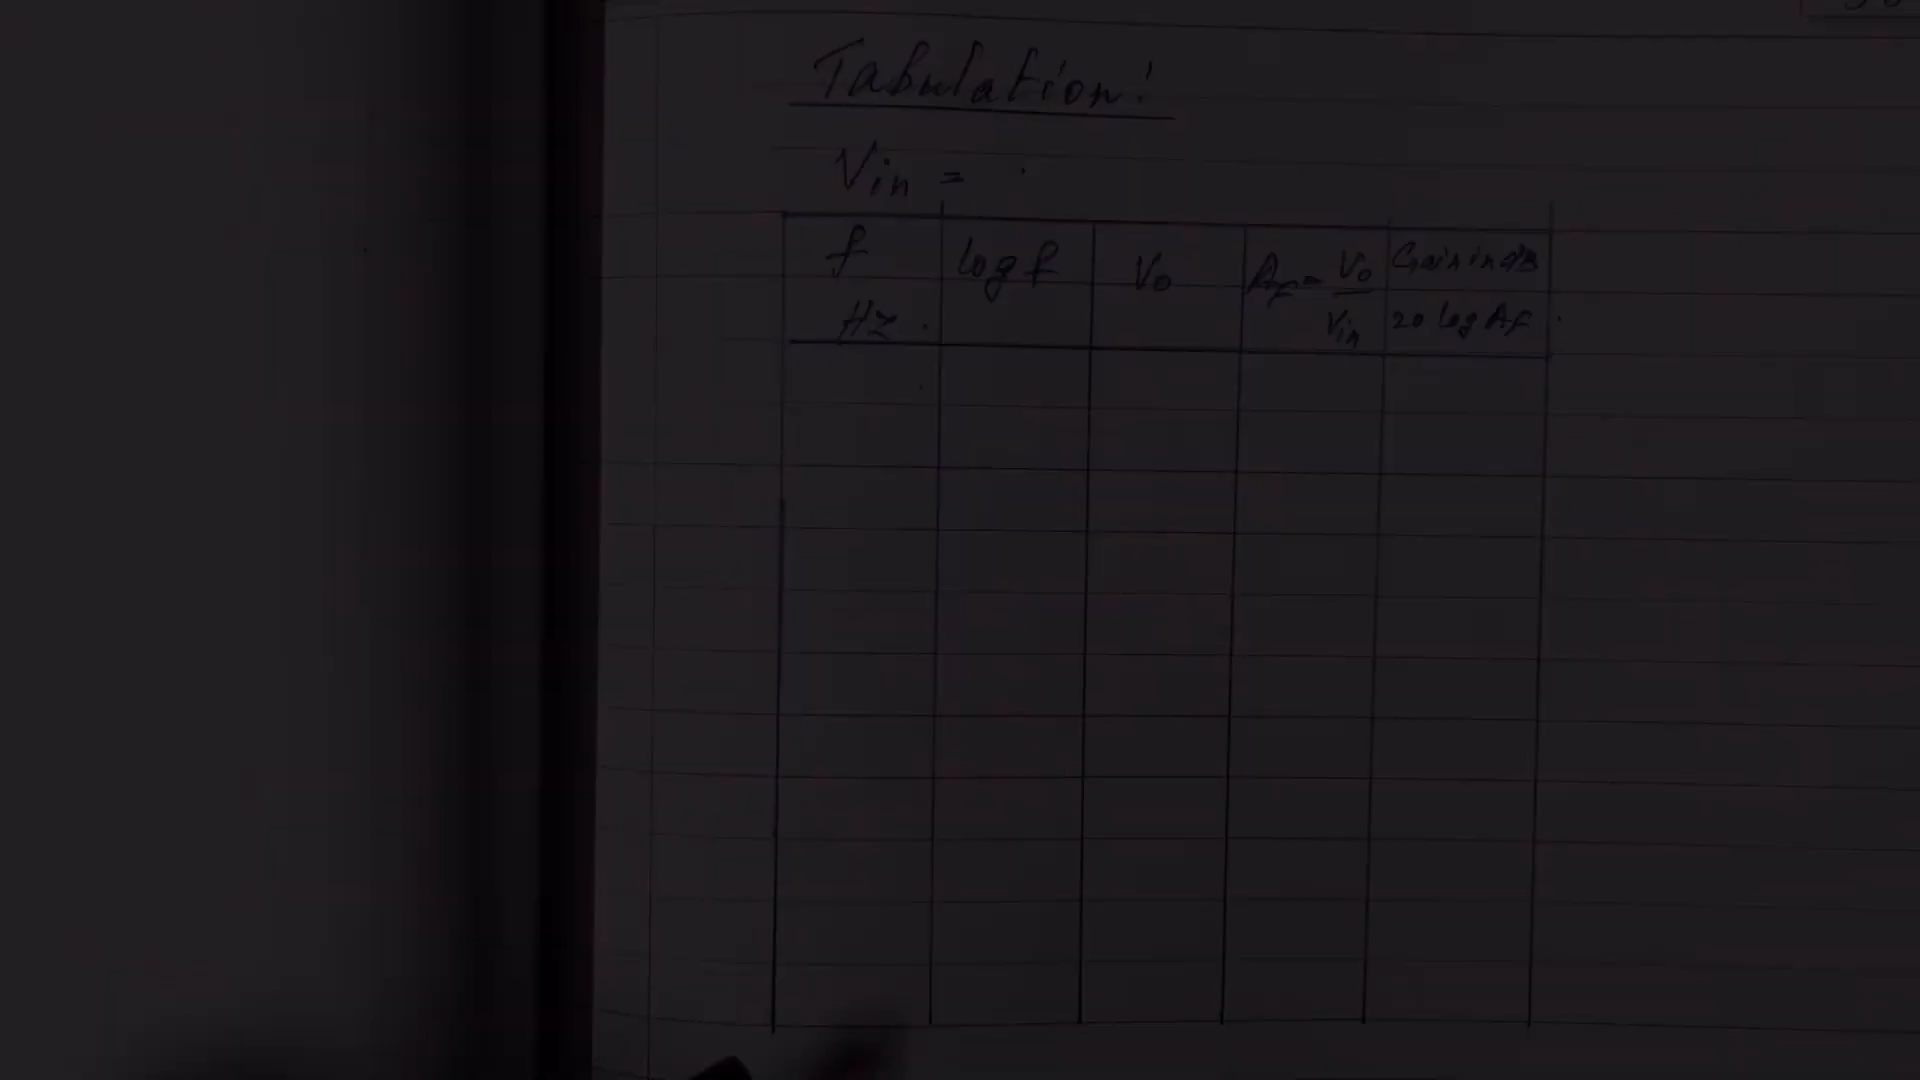 Tabulation:
Vin =
f Hz. log f Vo Af = Vo/Vin Gain in dB 20 log Af